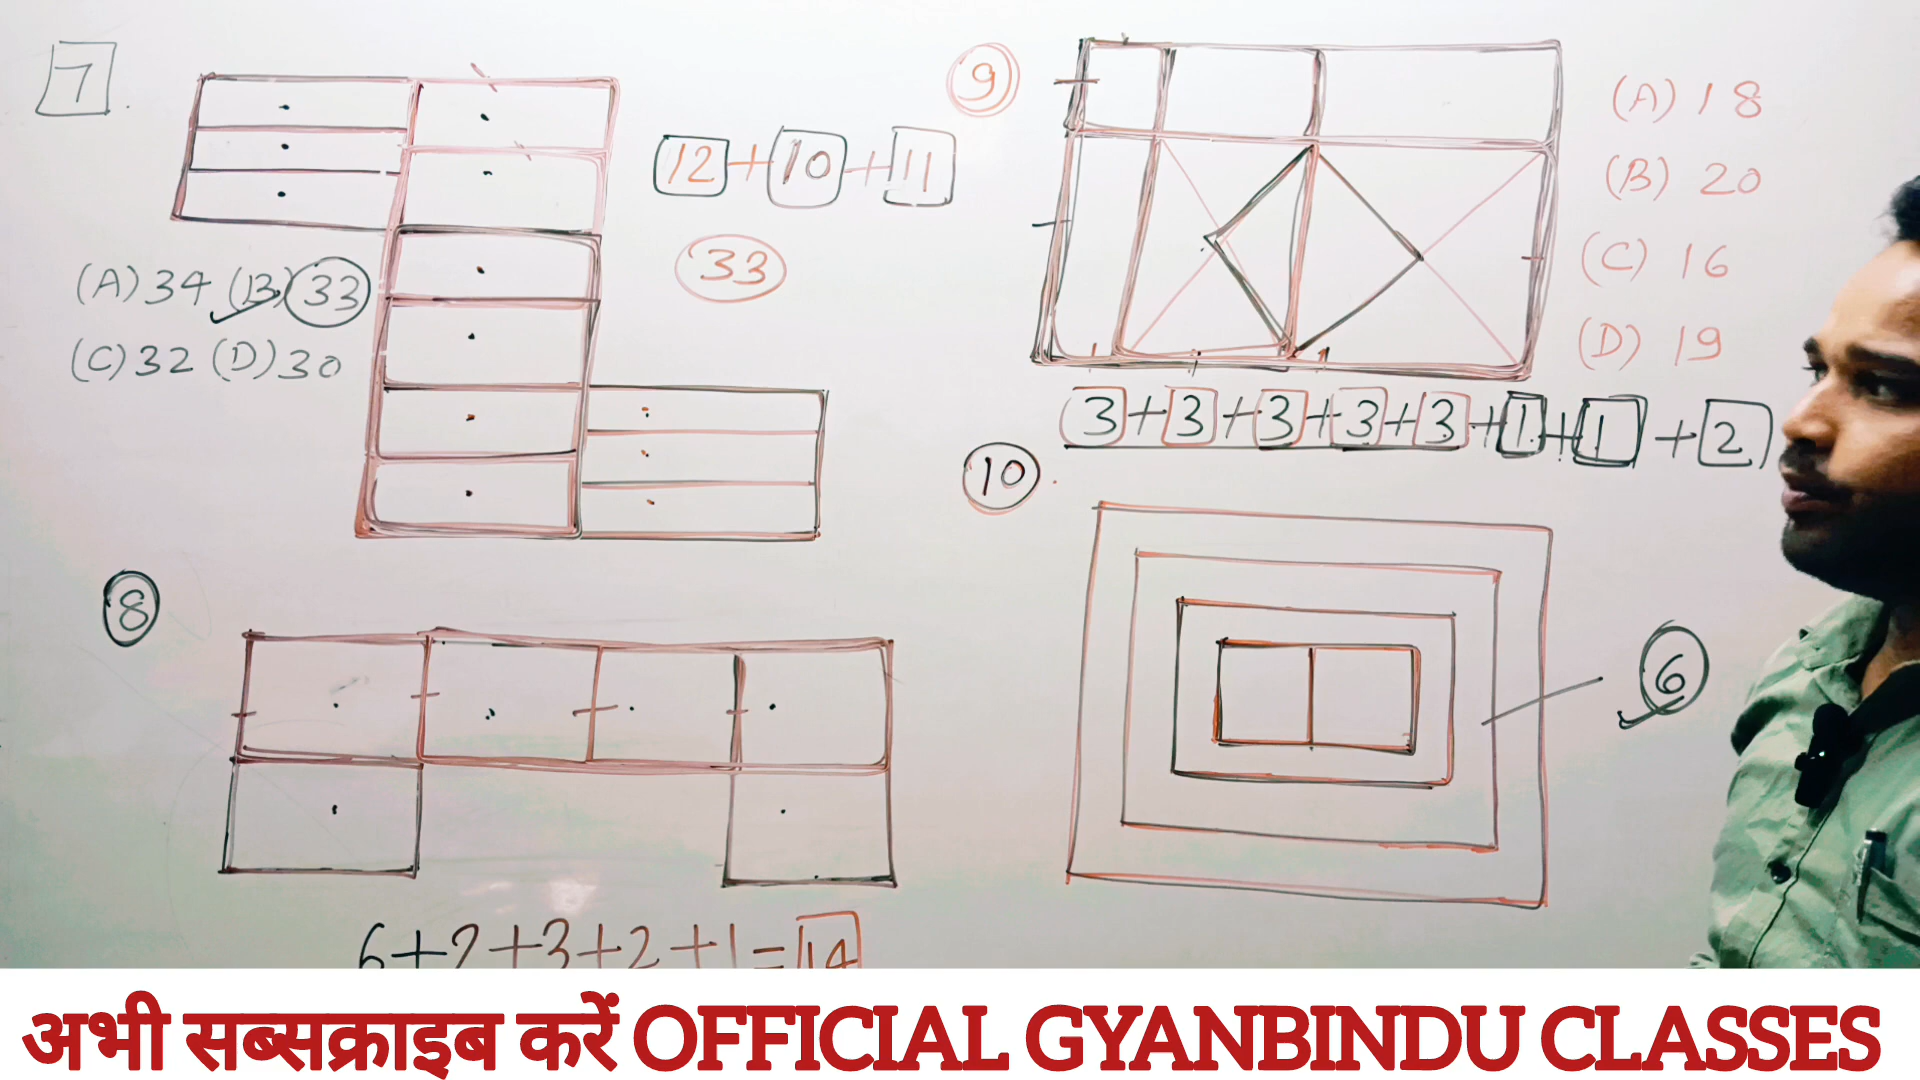 7
12+10+11
33
(A) 34 (B) 33
(C) 32 (D) 30
8
6+2+3+2+1=14
9
(A) 18
(B) 20
(C) 16
(D) 19
3+3+3+3+3+1+1+2
10
6
अभी सब्सक्राइब करें OFFICIAL GYANBINDU CLASSES